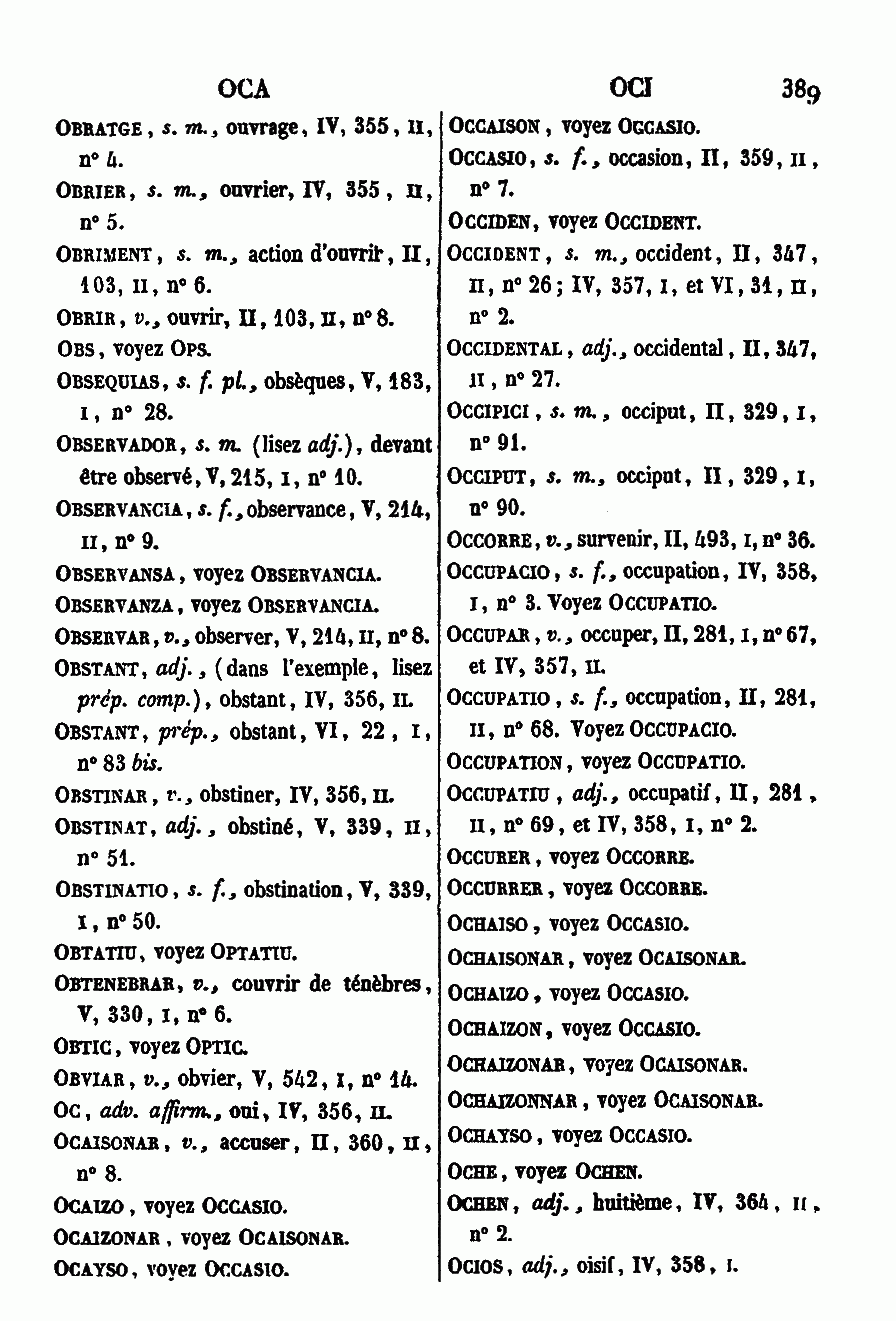 OCA
OBRATGE, s. m., ouvrage, IV, 355, II,
n° 4.
OBRIER, s. m., ouvrier, IV, 355, II,
n° 5.
OBRIMENT, s. m., action d'ouvrir, II,
103, II, n° 6.
OBRIR, v., ouvrir, II, 103, II, n° 8.
OBS, voyez OPS.
OBSEQUIAS, s. f. pl., obsèques, V, 183,
I, n° 28.
OBSERVADOR, s. m. (lisez adj.), devant
être observé, V, 215, I, n° 10.
OBSERVANCIA, s. f., observance, V, 214,
II, n° 9.
OBSERVANSA, voyez OBSERVANCIA.
OBSERVANZA, voyez OBSERVANCIA.
OBSERVAR, v., observer, V, 214, II, n° 8.
OBSTANT, adj., (dans l'exemple, lisez
prép. comp.), obstant, IV, 356, II.
OBSTANT, prép., obstant, VI, 22, I,
n° 83 bis.
OBSTINAR, v., obstiner, IV, 356, II.
OBSTINAT, adj., obstiné, V, 339, II,
n° 51.
OBSTINATIO, s. f., obstination, V, 339,
I, n° 50.
OBTATIU, voyez OPTATIU.
OBTENEBRAR, v., couvrir de ténèbres,
V, 330, I, n° 6.
OBTIC, voyez OPTIC.
OBVIAR, v., obvier, V, 542, I, n° 14.
OC, adv. affirm., oui, IV, 356, II.
OCAISONAR, v., accuser, II, 360, II,
n° 8.
OCAIZO, voyez OCCASIO.
OCAIZONAR, voyez OCAISONAR.
OCAYSO, voyez OCCASIO.
OCI 389
OCCAISON, voyez OCCASIO.
OCCASIO, s. f., occasion, II, 359, II,
n° 7.
OCCIDEN, voyez OCCIDENT.
OCCIDENT, s. m., occident, II, 347,
II, n° 26; IV, 357, I, et VI, 31, II,
n° 2.
OCCIDENTAL, adj., occidental, II, 347,
II, n° 27.
OCCIPICI, s. m., occiput, II, 329, I,
n° 91.
OCCIPUT, s. m., occiput, II, 329, I,
n° 90.
OCCORRE, v., survenir, II, 493, I, n° 36.
OCCUPACIO, s. f., occupation, IV, 358,
I, n° 3. Voyez OCCUPATIO.
OCCUPAR, v., occuper, II, 281, I, n° 67,
et IV, 357, II.
OCCUPATIO, s. f., occupation, II, 281,
II, n° 68. Voyez OCCUPACIO.
OCCUPATION, voyez OCCUPATIO.
OCCUPATIU, adj., occupatif, II, 281,
II, n° 69, et IV, 358, I, n° 2.
OCCURER, voyez OCCORRE.
OCCURRER, voyez OCCORRE.
OCHAISO, voyez OCCASIO.
OCHAISONAR, voyez OCAISONAR.
OCHAIZO, voyez OCCASIO.
OCHAIZON, voyez OCCASIO.
OCHAIZONAR, voyez OCAISONAR.
OCHAIZONNAR, voyez OCAISONAR.
OCHAYSO, voyez OCCASIO.
OCHE, voyez OCHEN.
OCHEN, adj., huitième, IV, 364, II,
n° 2.
OCIOS, adj., oisif, IV, 358, I.